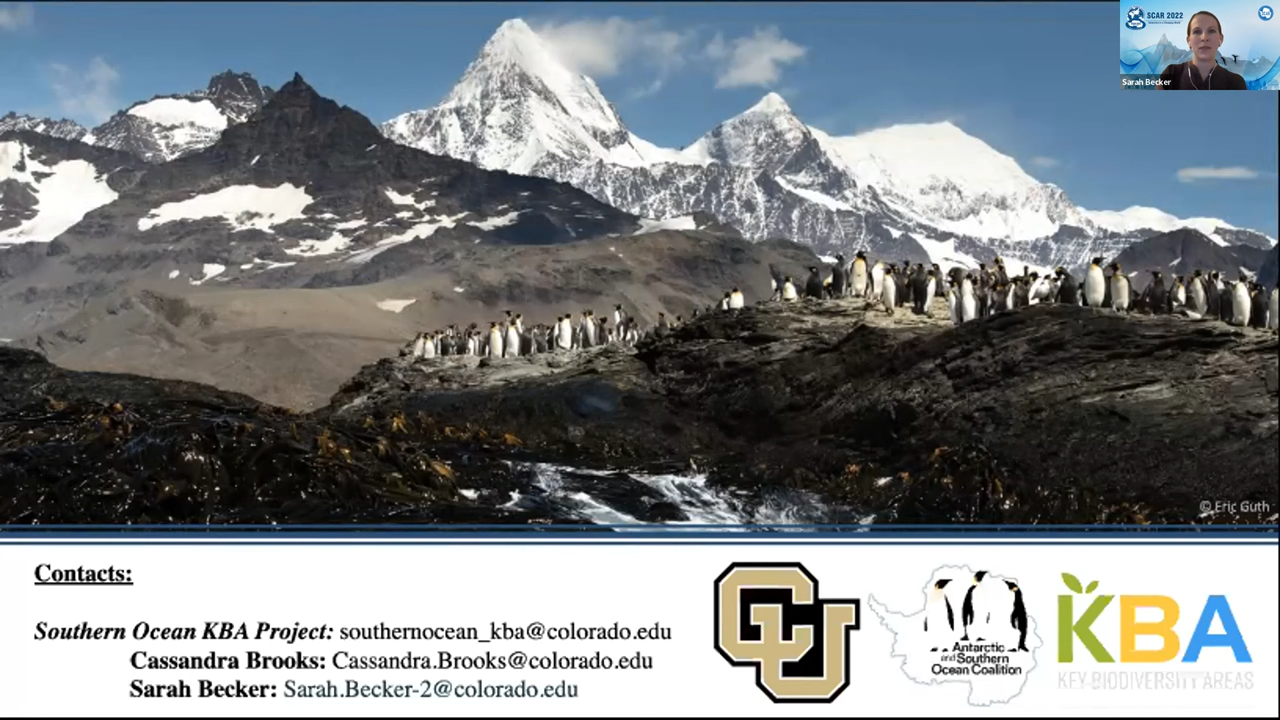 SCAR 2022
Sarah Becker
© Eric Guth
Contacts:
Southern Ocean KBA Project: southernocean_kba@colorado.edu
Cassandra Brooks: Cassandra.Brooks@colorado.edu
Sarah Becker: Sarah.Becker-2@colorado.edu
CU
Antarctic
and Southern
Ocean Coalition
KBA
KEY BIODIVERSITY AREAS